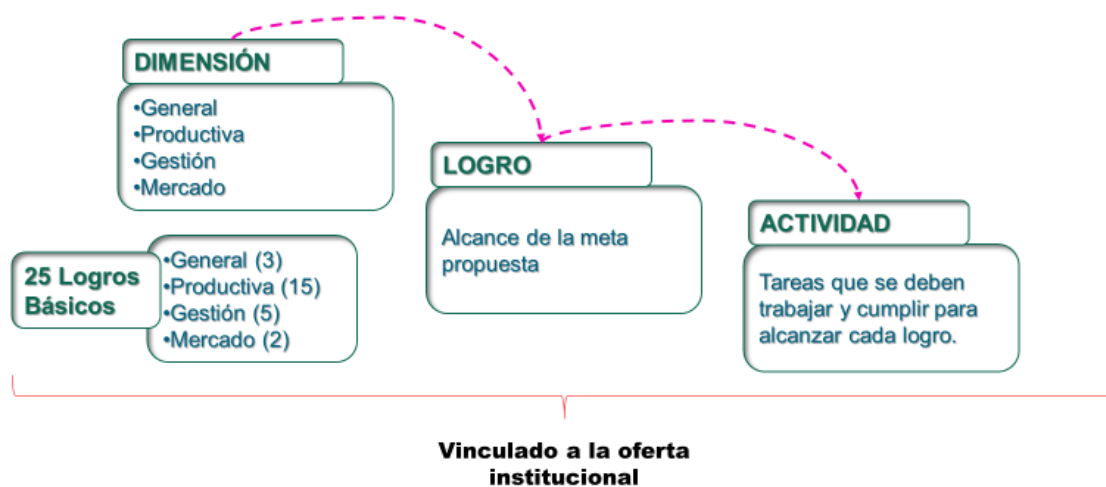 DIMENSIÓN
•General
•Productiva
•Gestión
•Mercado
LOGRO
Alcance de la meta
propuesta
ACTIVIDAD
Tareas que se deben
trabajar y cumplir para
alcanzar cada logro.
25 Logros
Básicos
•General (3)
•Productiva (15)
•Gestión (5)
•Mercado (2)
Vinculado a la oferta
institucional